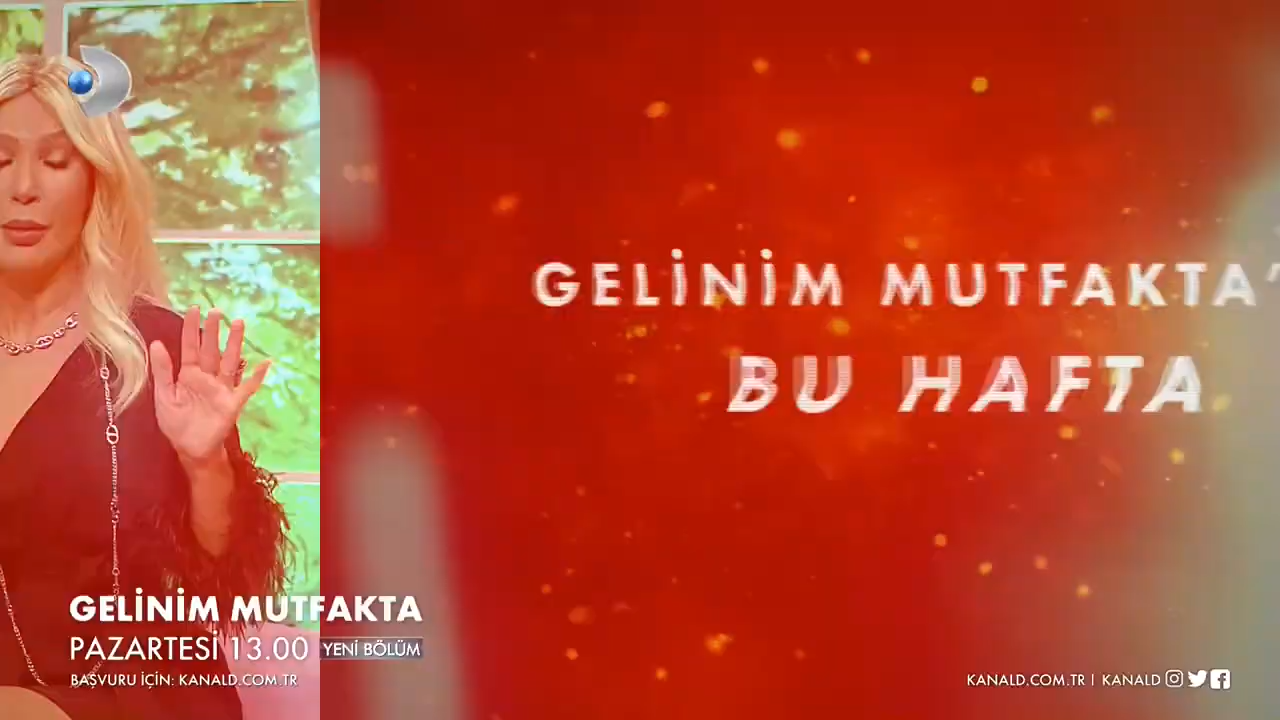 GELİNİM MUTFAKTA'
BU HAFTA
GELİNİM MUTFAKTA
PAZARTESİ 13.00 YENİ BÖLÜM
BAŞVURU İÇİN: KANALD.COM.TR
KANALD.COM.TR | KANALD